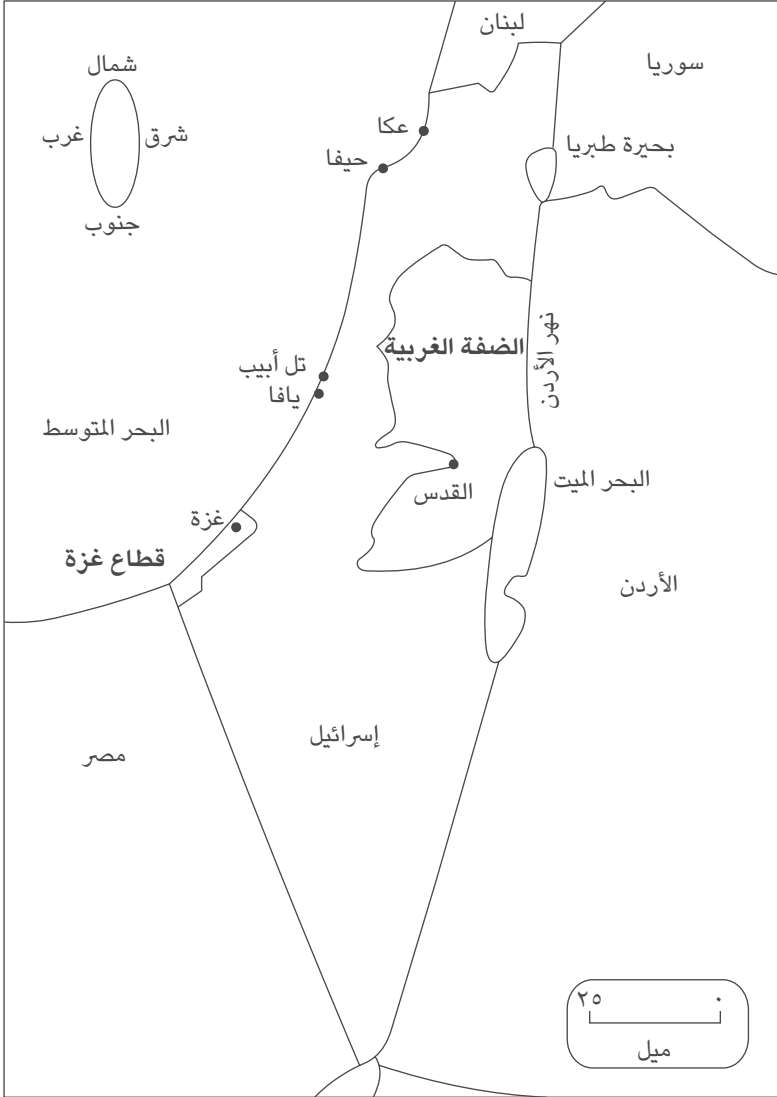 لبنان
سوريا
شمال
شرق
غرب
جنوب
عكا
حيفا
بحيرة طبريا
نهر الأردن
الضفة الغربية
تل أبيب
يافا
البحر المتوسط
القدس
البحر الميت
غزة
قطاع غزة
الأردن
إسرائيل
مصر
٠
٢٥
ميل